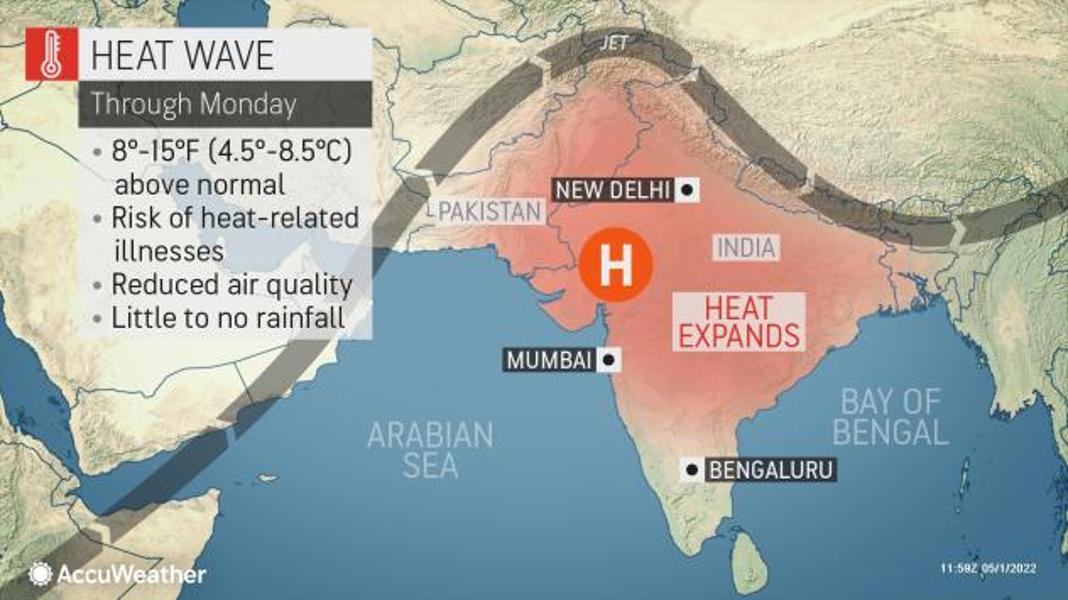 HEAT WAVE
Through Monday
• 8°-15°F (4.5°-8.5°C)
above normal
• Risk of heat-related
illnesses
• Reduced air quality
• Little to no rainfall
JET
NEW DELHI
PAKISTAN
INDIA
H
HEAT
EXPANDS
MUMBAI
ARABIAN
SEA
BAY OF
BENGAL
BENGALURU
AccuWeather
11:59Z 05/1/2022